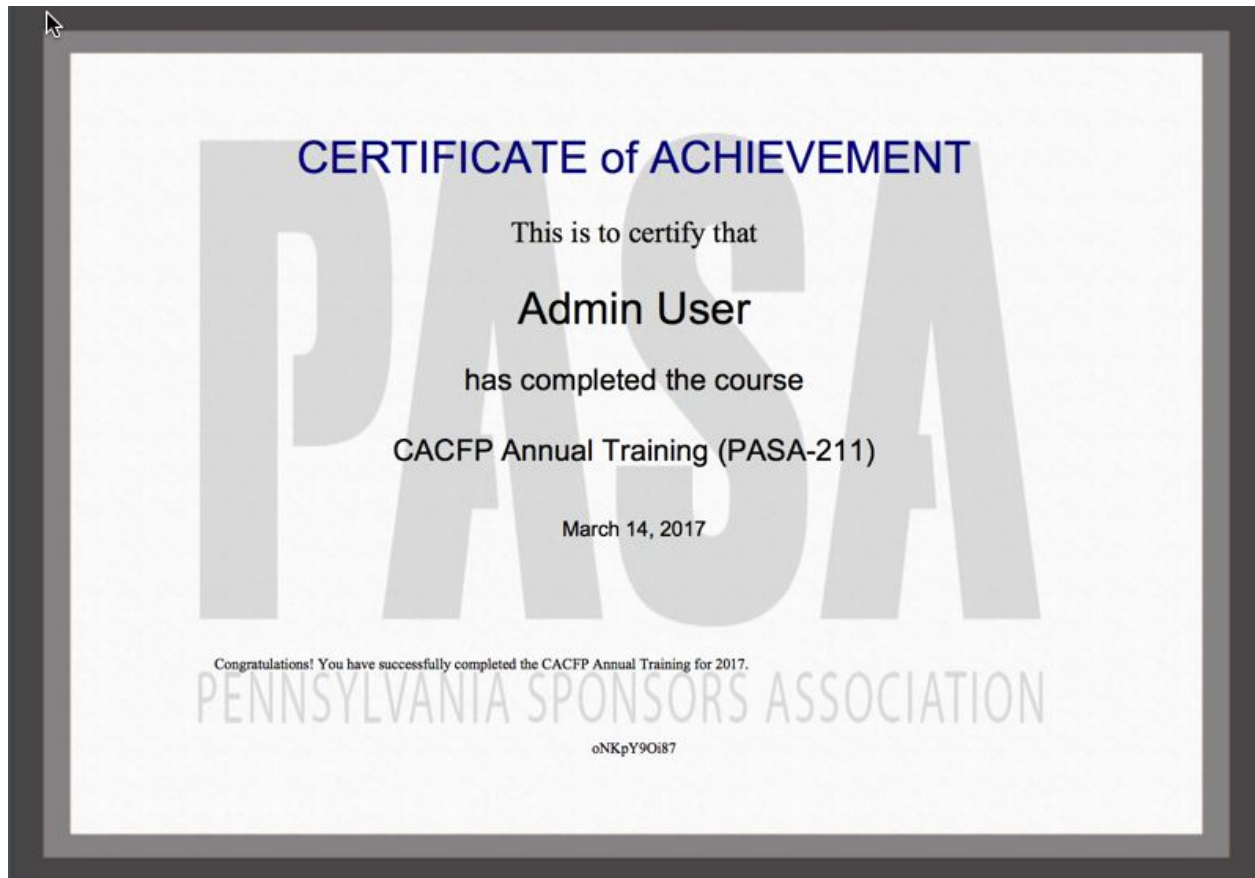 PASA
CERTIFICATE of ACHIEVEMENT
This is to certify that
Admin User
has completed the course
CACFP Annual Training (PASA-211)
March 14, 2017
Congratulations! You have successfully completed the CACFP Annual Training for 2017.
PENNSYLVANIA SPONSORS ASSOCIATION
oNKpY9Oi87